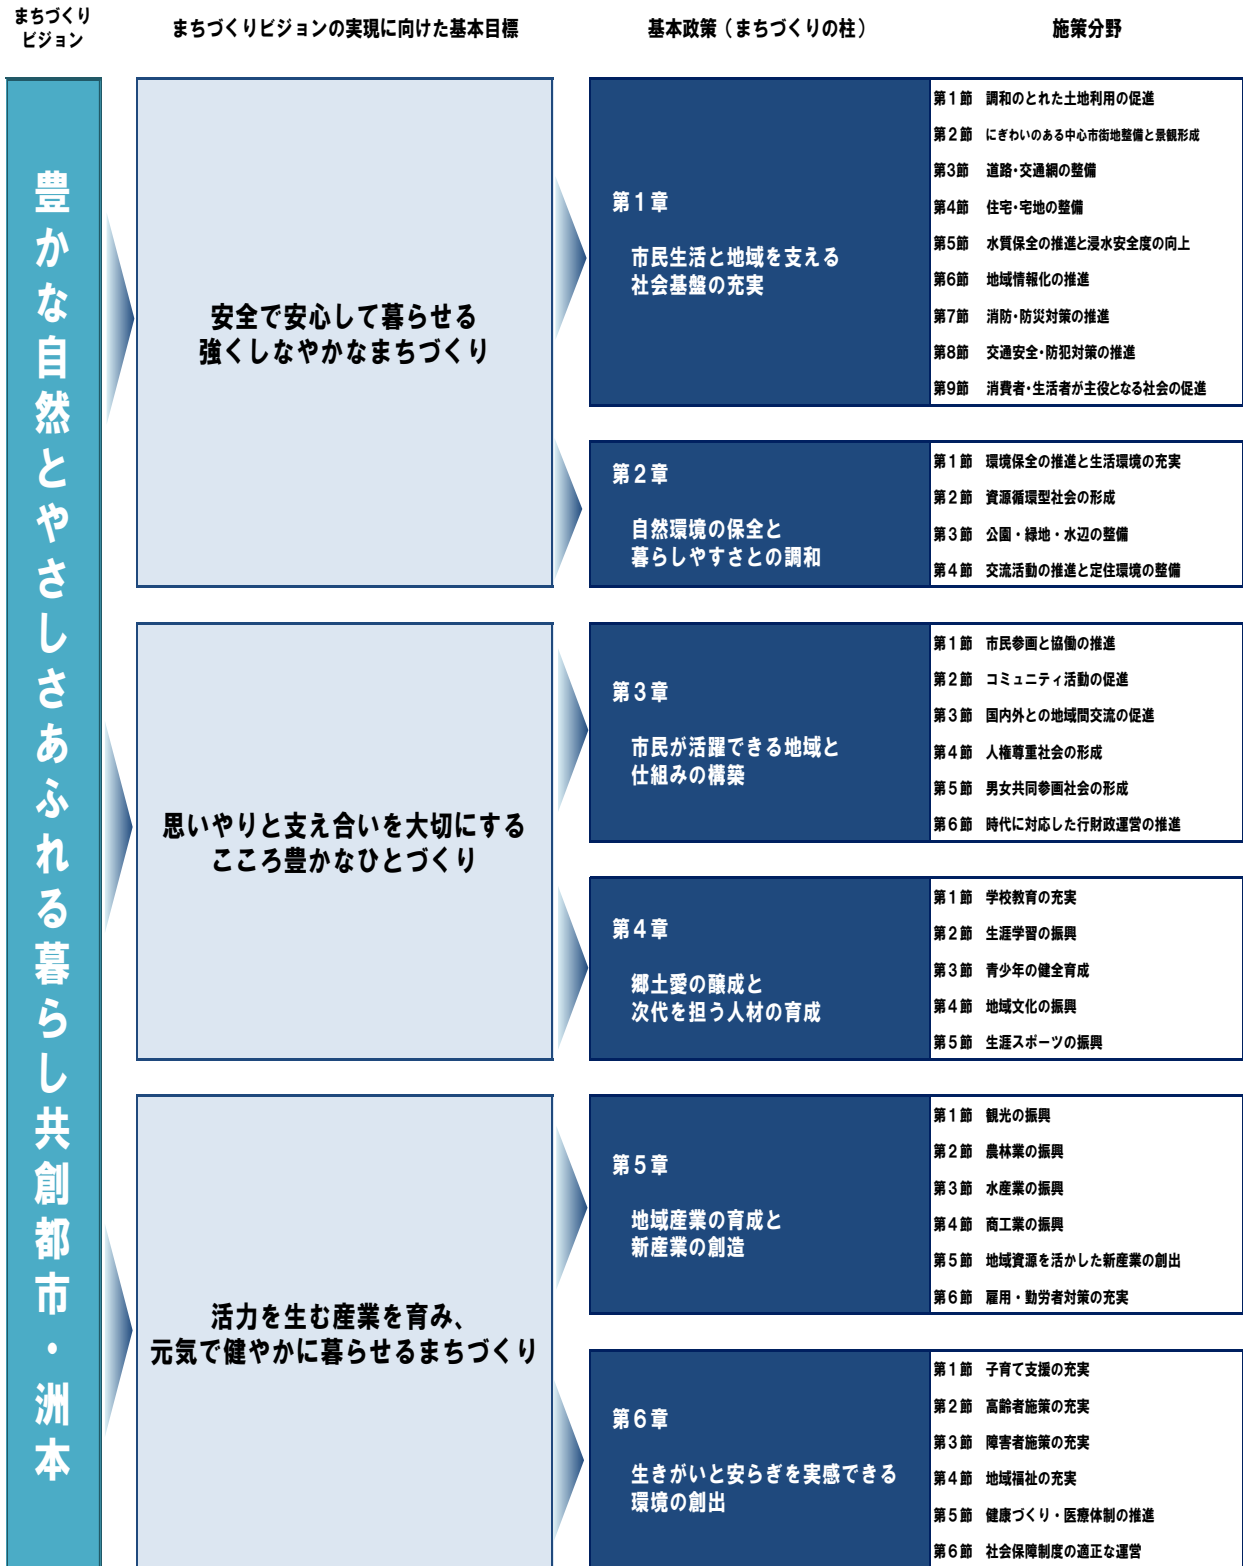 まちづくり
ビジョン
まちづくりビジョンの実現に向けた基本目標
基本政策（まちづくりの柱）
施策分野
豊かな自然とやさしさあふれる暮らし共創都市・洲本
安全で安心して暮らせる
強くしなやかなまちづくり
第１章
市民生活と地域を支える
社会基盤の充実
第１節　調和のとれた土地利用の促進
第２節　にぎわいのある中心市街地整備と景観形成
第3節　道路・交通網の整備
第4節　住宅・宅地の整備
第5節　水質保全の推進と浸水安全度の向上
第6節　地域情報化の推進
第7節　消防・防災対策の推進
第8節　交通安全・防犯対策の推進
第9節　消費者・生活者が主役となる社会の促進
第２章
自然環境の保全と
暮らしやすさとの調和
第１節　環境保全の推進と生活環境の充実
第２節　資源循環型社会の形成
第３節　公園・緑地・水辺の整備
第４節　交流活動の推進と定住環境の整備
思いやりと支え合いを大切にする
こころ豊かなひとづくり
第３章
市民が活躍できる地域と
仕組みの構築
第１節　市民参画と協働の推進
第２節　コミュニティ活動の促進
第３節　国内外との地域間交流の促進
第４節　人権尊重社会の形成
第５節　男女共同参画社会の形成
第６節　時代に対応した行財政運営の推進
第４章
郷土愛の醸成と
次代を担う人材の育成
第１節　学校教育の充実
第２節　生涯学習の振興
第３節　青少年の健全育成
第４節　地域文化の振興
第５節　生涯スポーツの振興
活力を生む産業を育み、
元気で健やかに暮らせるまちづくり
第５章
地域産業の育成と
新産業の創造
第１節　観光の振興
第２節　農林業の振興
第３節　水産業の振興
第４節　商工業の振興
第５節　地域資源を活かした新産業の創出
第６節　雇用・勤労者対策の充実
第６章
生きがいと安らぎを実感できる
環境の創出
第１節　子育て支援の充実
第２節　高齢者施策の充実
第３節　障害者施策の充実
第４節　地域福祉の充実
第５節　健康づくり・医療体制の推進
第６節　社会保障制度の適正な運営